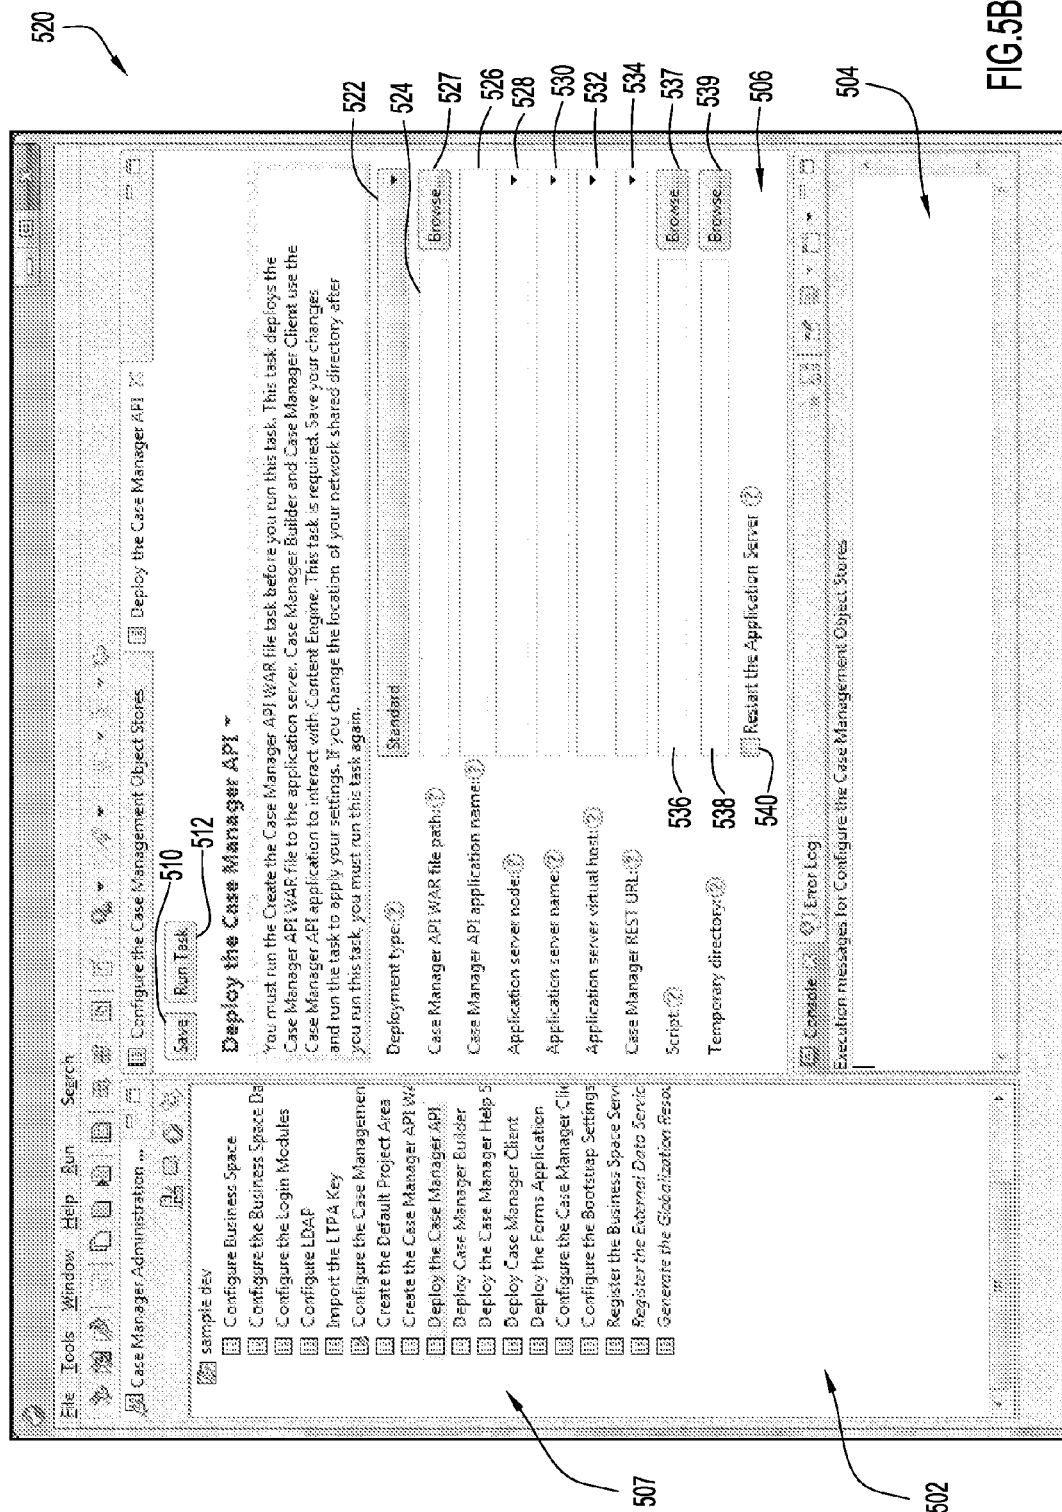 520
File Tools Window Help Run Search
Case Manager Administration ...
sample dev
Configure Business Space
Configure the Business Space Da
Configure the Login Modules
Configure LDAP
Import the LTPA Key
Configure the Case Managemen
Create the Default Project Area
Create the Case Manager API WA
Deploy the Case Manager API
Deploy Case Manager Builder
Deploy the Case Manager Help S
Deploy Case Manager Client
Deploy the Forms Application
Configure the Case Manager Clie
Configure the Bootstrap Settings
Register the Business Space Serv
Register the External Data Servic
Generate the Globalization Resou
507
502
Configure the Case Management Object Stores
Deploy the Case Manager API
510
Save
Run Task
512
Deploy the Case Manager API
You must run the Create the Case Manager API WAR file task before you run this task. This task deploys the
Case Manager API WAR file to the application server. Case Manager Builder and Case Manager Client use the
Case Manager API application to interact with Content Engine. This task is required. Save your changes
and run the task to apply your settings. If you change the location of your network shared directory after
you run this task, you must run this task again.
Deployment type:(?) Standard
522
Case Manager API WAR file path:(?) Browse...
524
527
Case Manager API application name:(?)
526
Application server node:(?)
528
Application server name:(?)
530
Application server virtual host:(?)
532
Case Manager REST URL:(?)
534
Script:(?) Browse...
536
537
Temporary directory:(?) Browse...
538
539
Restart the Application Server (?)
540
506
Console
Error Log
Execution messages for Configure the Case Management Object Stores
504
FIG.5B